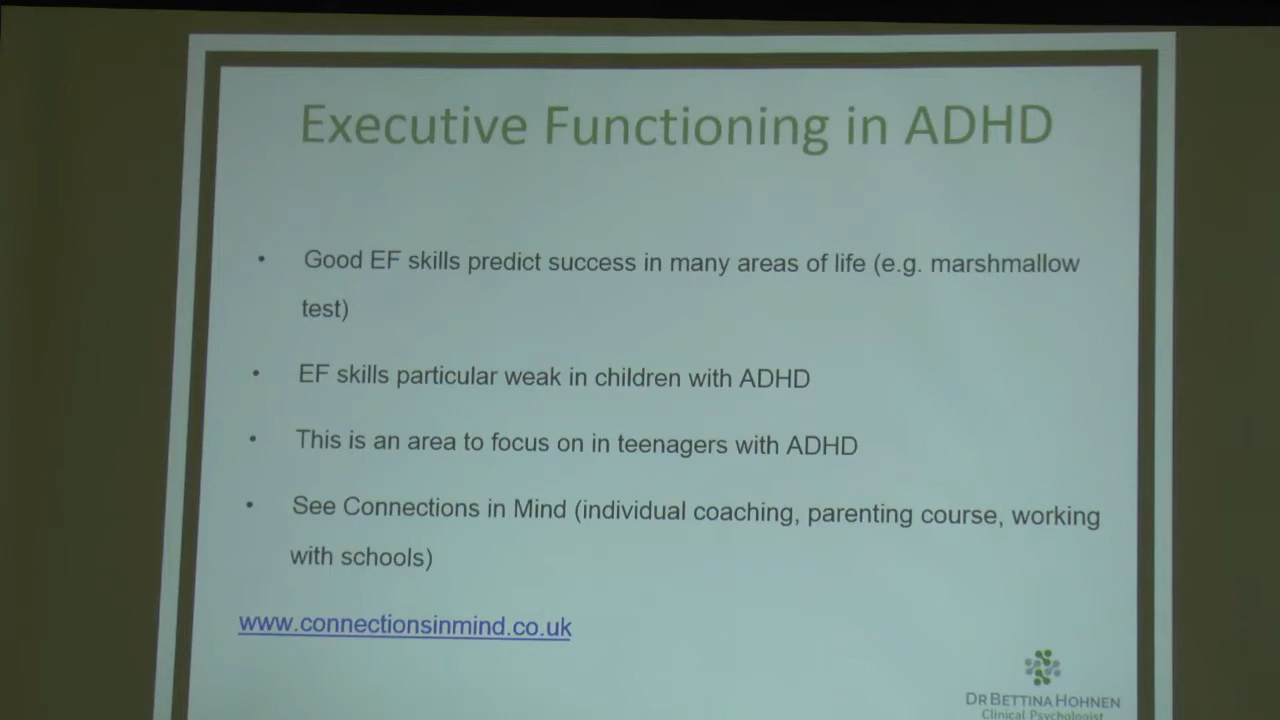 Executive Functioning in ADHD
• Good EF skills predict success in many areas of life (e.g. marshmallow
test)
• EF skills particular weak in children with ADHD
• This is an area to focus on in teenagers with ADHD
• See Connections in Mind (individual coaching, parenting course, working
with schools)
www.connectionsinmind.co.uk
DR BETTINA HOHNEN
Clinical Psychologist